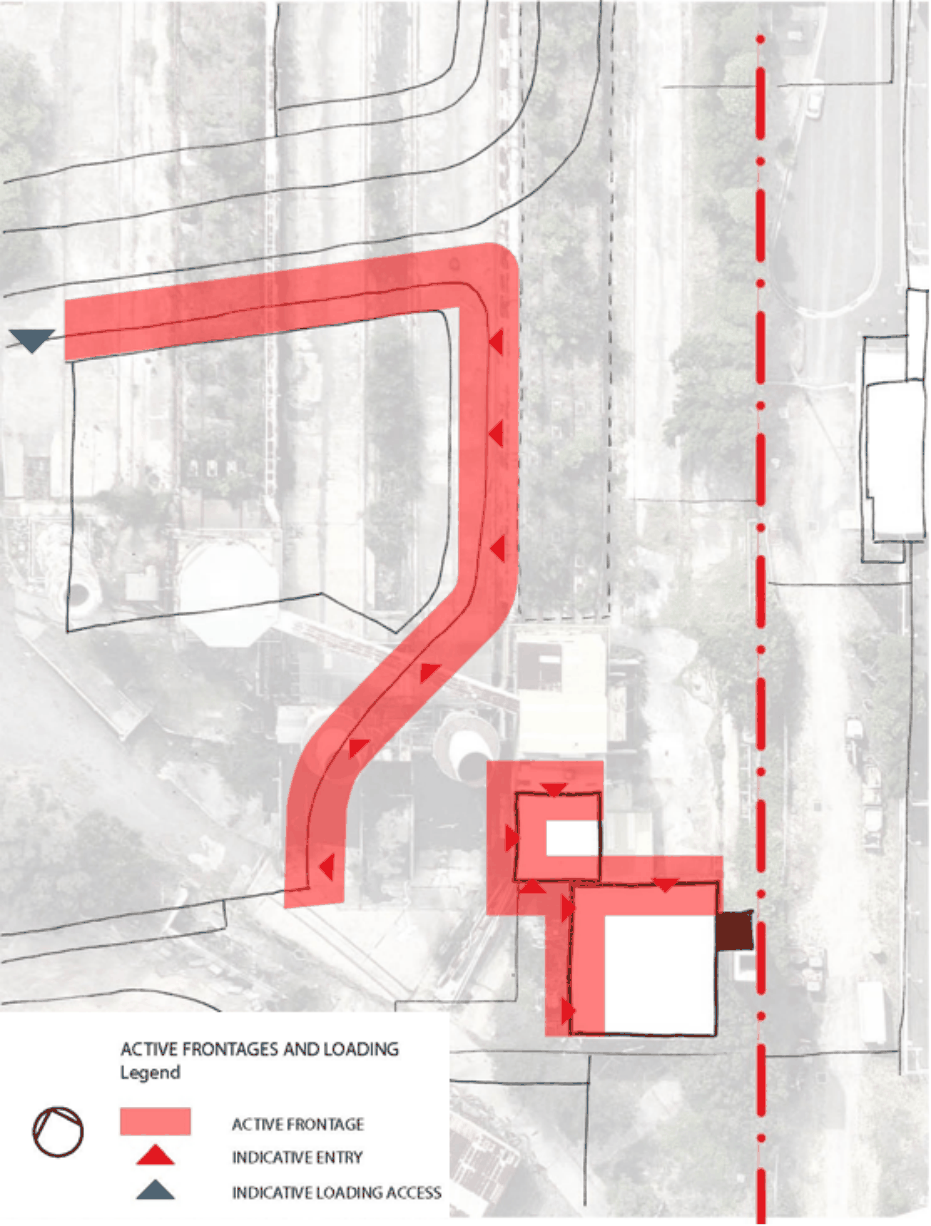 ACTIVE FRONTAGES AND LOADING
Legend
ACTIVE FRONTAGE
INDICATIVE ENTRY
INDICATIVE LOADING ACCESS